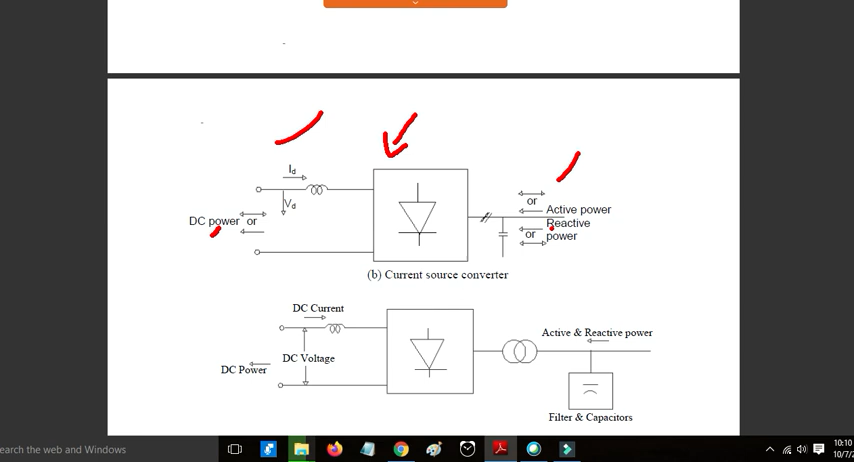 Id
Vd
or
Active power
DC power or
Reactive
or power
(b) Current source converter
DC Current
Active & Reactive power
DC Voltage
DC Power
Filter & Capacitors
earch the web and Windows
10:10
10/7/2